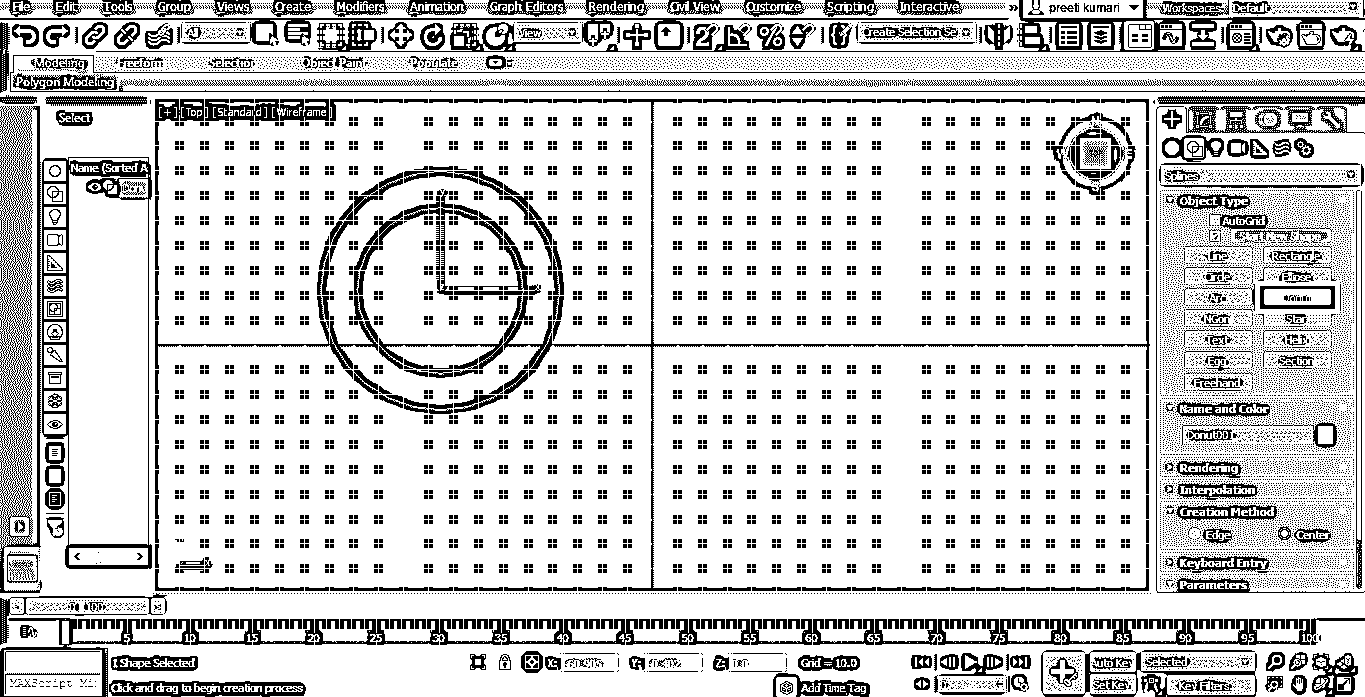 File Edit Tools Group Views Create Modifiers Animation Graph Editors Rendering Civil View Customize Scripting Interactive » preeti kumari Workspaces: Default
All View Create Selection Se
Modeling Freeform Selection Object Paint Populate
Polygon Modeling
Select
Name (Sorted A
[+] [Top] [Standard] [Wireframe]
Splines
Object Type
AutoGrid
Start New Shape
Line Rectangle
Circle Ellipse
Arc Donut
NGon Star
Text Helix
Egg Section
Freehand
Name and Color
Donut001
Rendering
Interpolation
Creation Method
Edge Center
Keyboard Entry
Parameters
0 / 100
5 10 15 20 25 30 35 40 45 50 55 60 65 70 75 80 85 90 95 100
1 Shape Selected
X: Y: Z: Grid = 10.0
Auto Key Selected
MAXScript Mi
Click and drag to begin creation process
Add Time Tag
Set Key Key Filters...